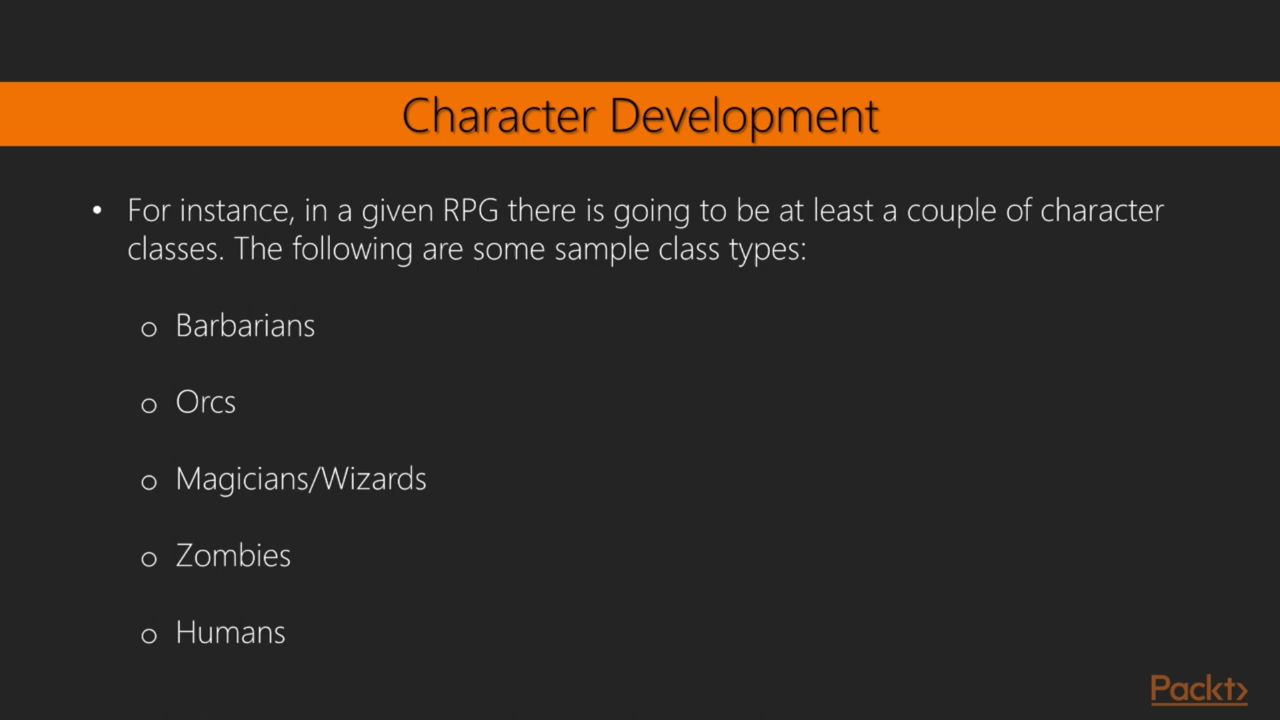 Character Development
• For instance, in a given RPG there is going to be at least a couple of character
classes. The following are some sample class types:
o Barbarians
o Orcs
o Magicians/Wizards
o Zombies
o Humans
Packt>